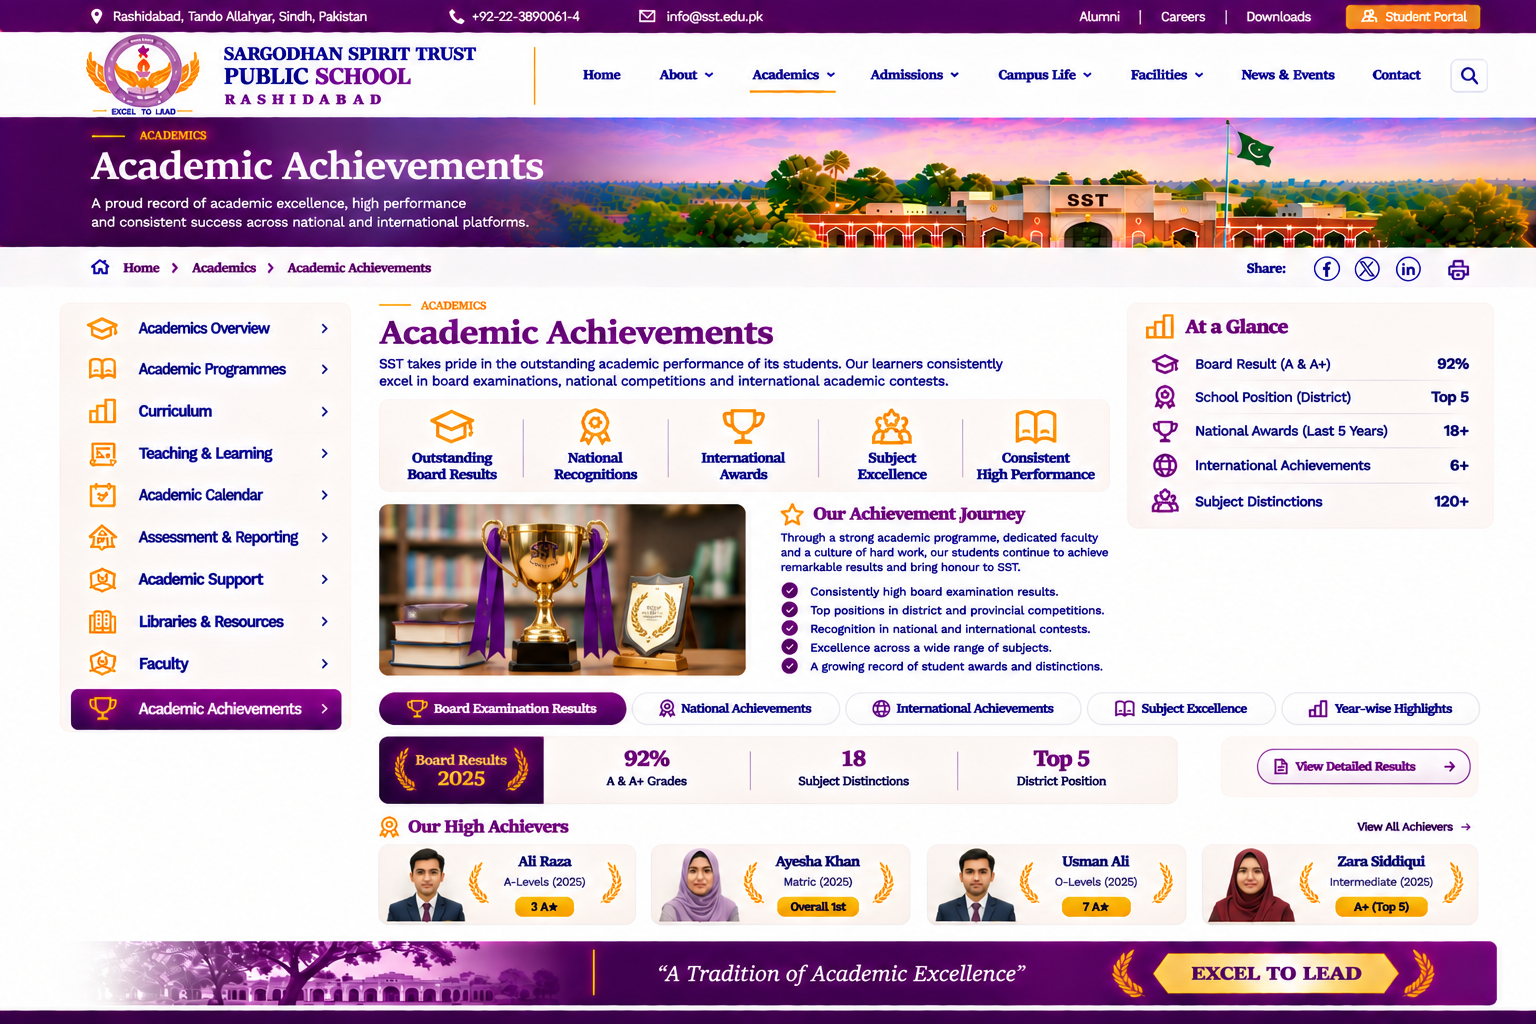 Rashidabad, Tando Allahyar, Sindh, Pakistan
+92-22-3890061-4
info@sst.edu.pk
Alumni
Careers
Downloads
Student Portal
SARGODHAN SPIRIT TRUST
PUBLIC SCHOOL
RASHIDABAD
EXCEL TO LEAD
Home
About
Academics
Admissions
Campus Life
Facilities
News & Events
Contact
ACADEMICS
Academic Achievements
A proud record of academic excellence, high performance
and consistent success across national and international platforms.
SST
Home
Academics
Academic Achievements
Share:
Academics Overview
Academic Programmes
Curriculum
Teaching & Learning
Academic Calendar
Assessment & Reporting
Academic Support
Libraries & Resources
Faculty
Academic Achievements
ACADEMICS
Academic Achievements
SST takes pride in the outstanding academic performance of its students. Our learners consistently
excel in board examinations, national competitions and international academic contests.
Outstanding
Board Results
National
Recognitions
International
Awards
Subject
Excellence
Consistent
High Performance
SST
Our Achievement Journey
Through a strong academic programme, dedicated faculty
and a culture of hard work, our students continue to achieve
remarkable results and bring honour to SST.
Consistently high board examination results.
Top positions in district and provincial competitions.
Recognition in national and international contests.
Excellence across a wide range of subjects.
A growing record of student awards and distinctions.
At a Glance
Board Result (A & A+) 92%
School Position (District) Top 5
National Awards (Last 5 Years) 18+
International Achievements 6+
Subject Distinctions 120+
Board Examination Results
National Achievements
International Achievements
Subject Excellence
Year-wise Highlights
Board Results
2025
92%
A & A+ Grades
18
Subject Distinctions
Top 5
District Position
View Detailed Results
Our High Achievers
View All Achievers
Ali Raza
A-Levels (2025)
3 A★
Ayesha Khan
Matric (2025)
Overall 1st
Usman Ali
O-Levels (2025)
7 A★
Zara Siddiqui
Intermediate (2025)
A+ (Top 5)
“A Tradition of Academic Excellence”
EXCEL TO LEAD